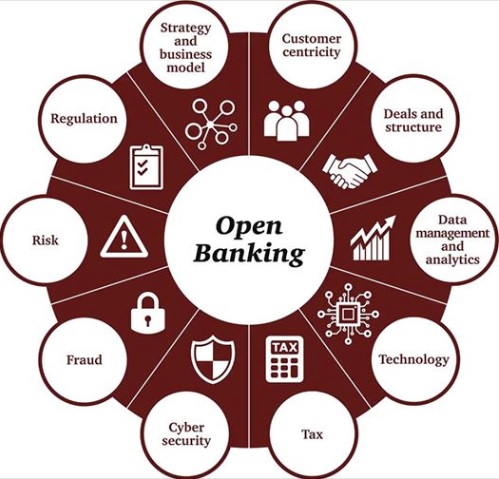 Strategy
and
business
model
Customer
centricity
Regulation
Deals and
structure
Risk
Open
Banking
Data
management
and
analytics
Fraud
TAX
Technology
Cyber
security
Tax